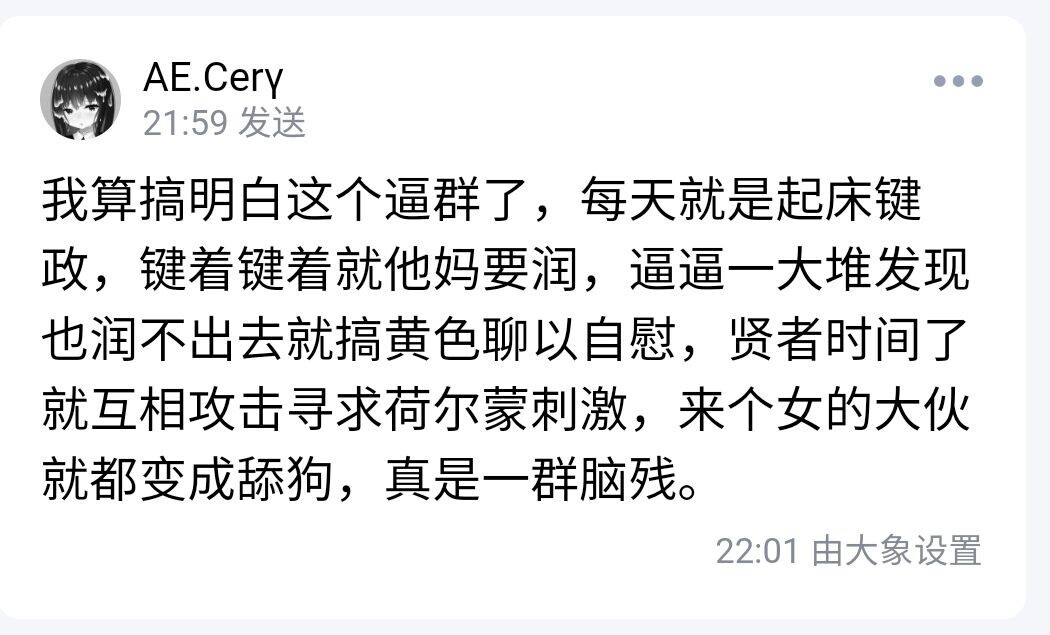 AE.Cerγ
21:59 发送
我算搞明白这个逼群了，每天就是起床键
政，键着键着就他妈要润，逼逼一大堆发现
也润不出去就搞黄色聊以自慰，贤者时间了
就互相攻击寻求荷尔蒙刺激，来个女的大伙
就都变成舔狗，真是一群脑残。
22:01 由大象设置